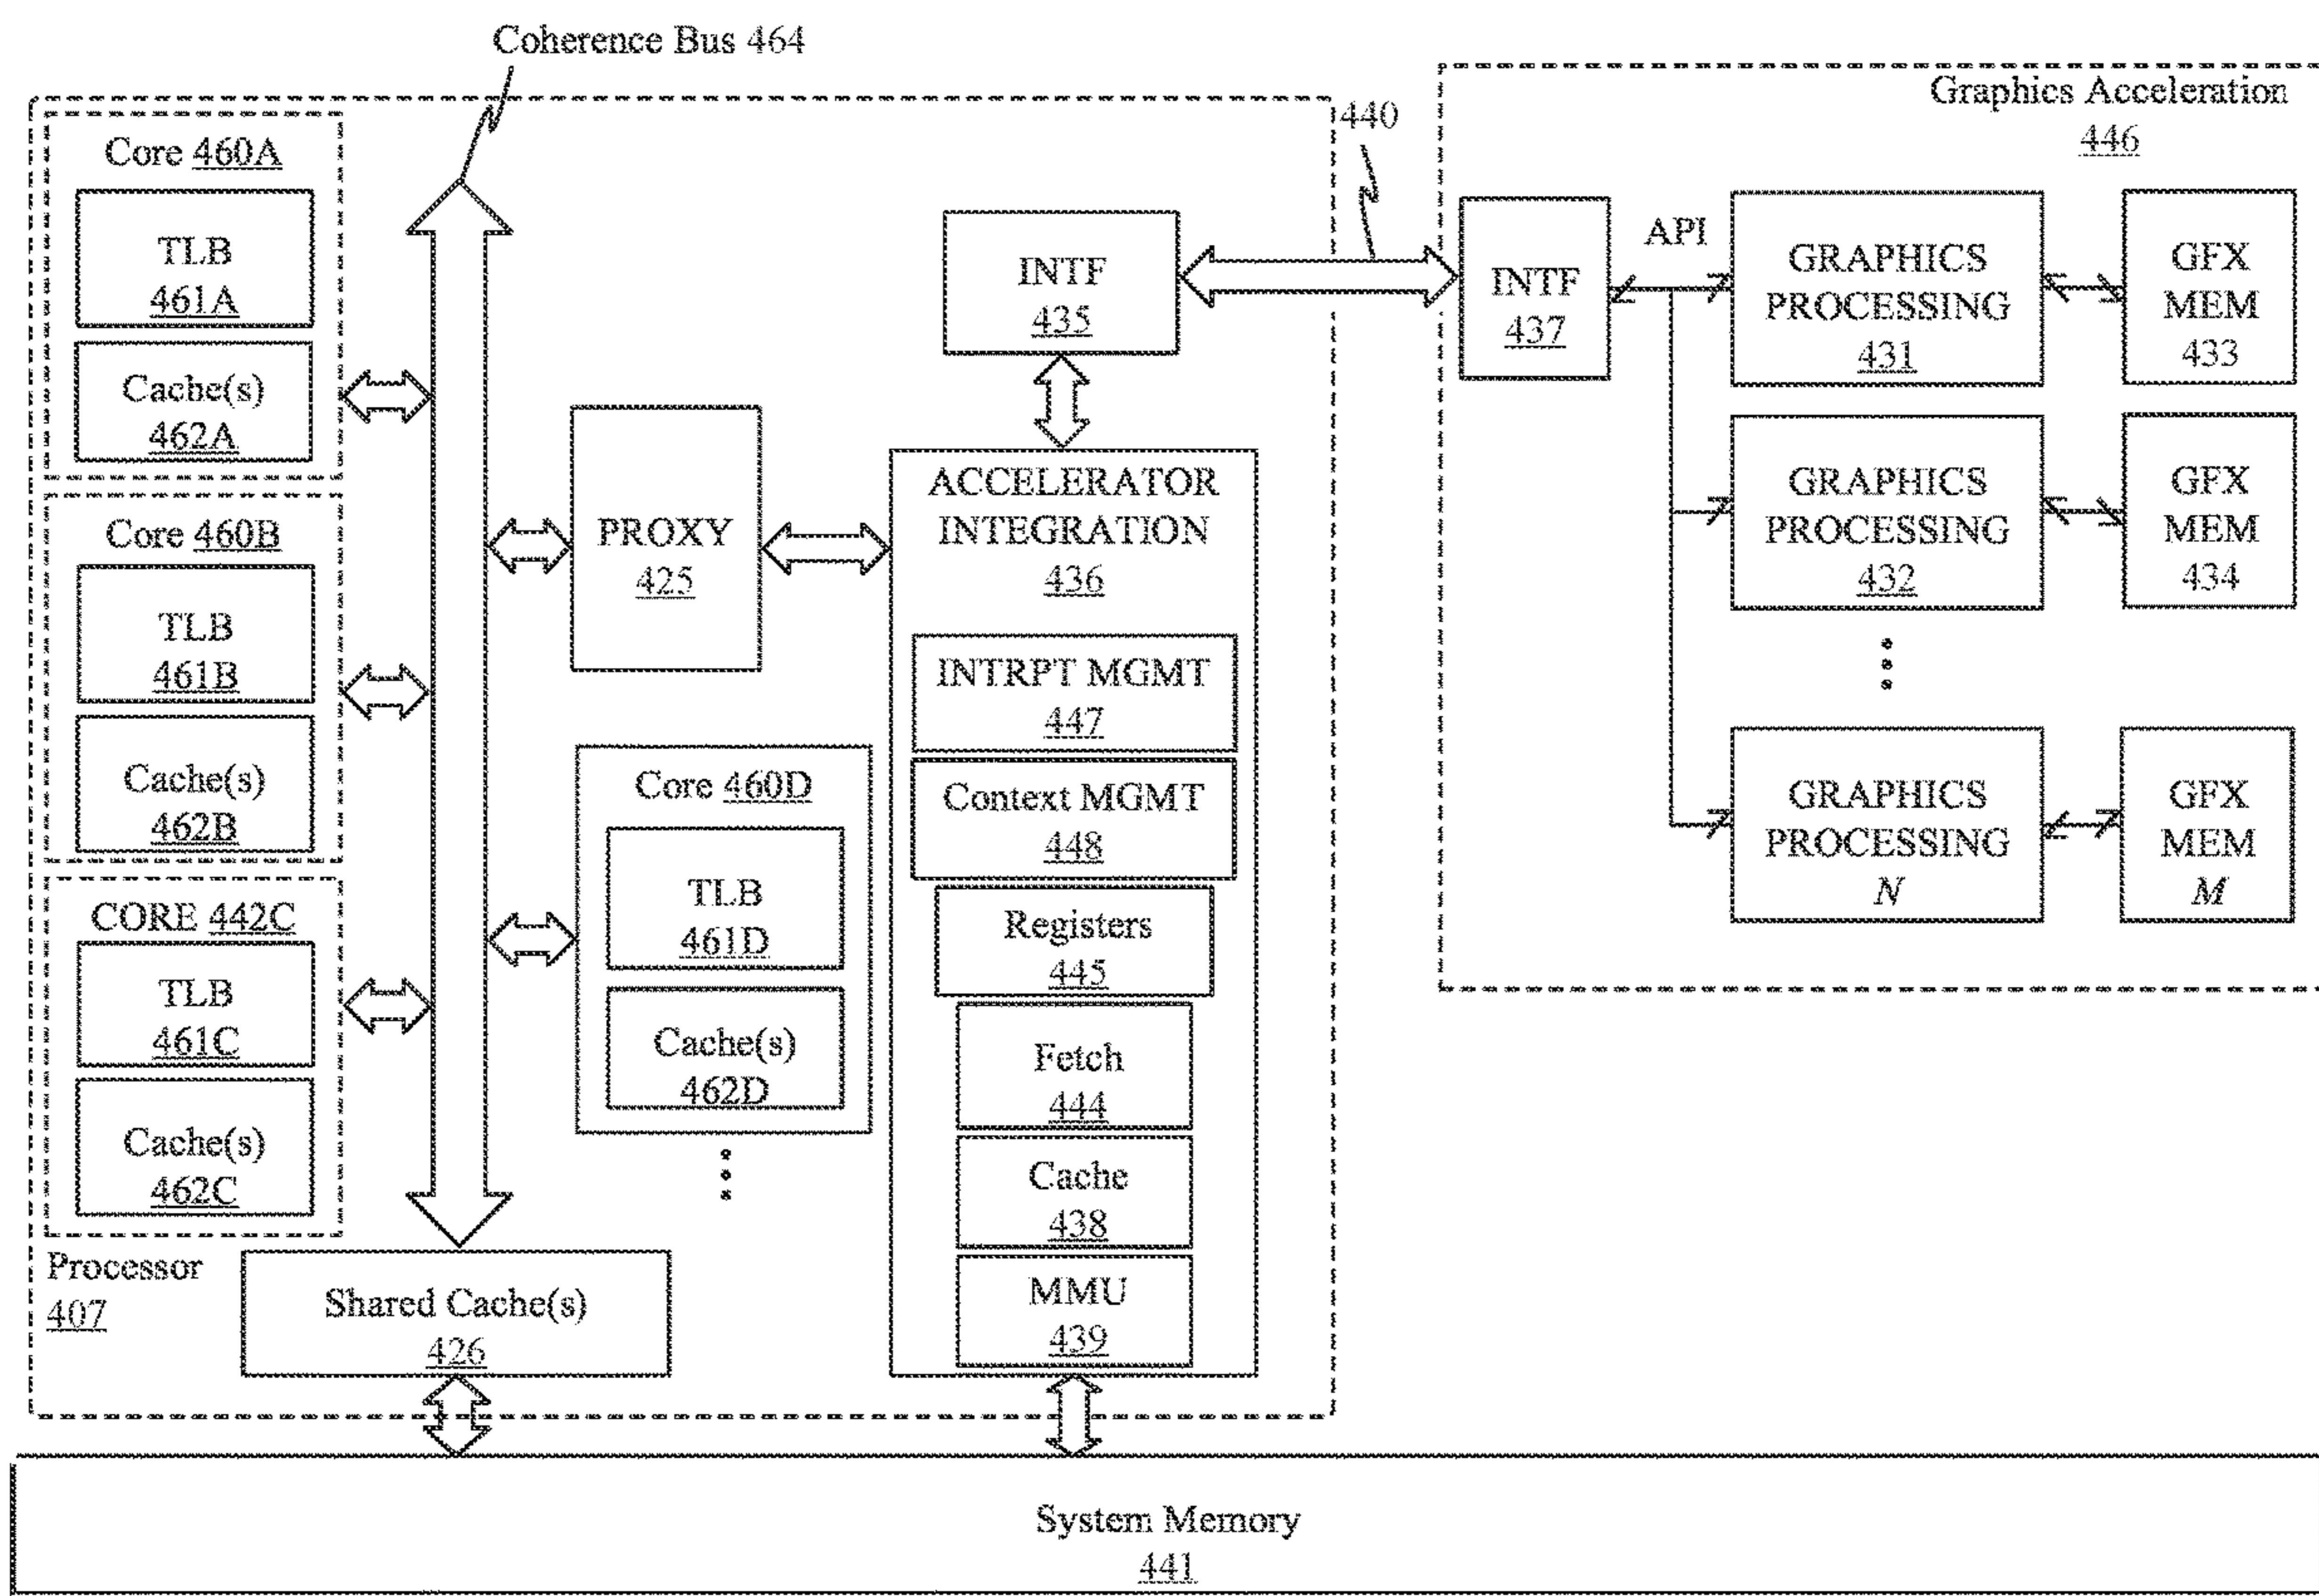 Coherence Bus 464
Core 460A
TLB
461A
Cache(s)
462A
Core 460B
TLB
461B
Cache(s)
462B
CORE 442C
TLB
461C
Cache(s)
462C
Processor
407
Shared Cache(s)
426
PROXY
425
Core 460D
TLB
461D
Cache(s)
462D
INTF
435
ACCELERATOR
INTEGRATION
436
INTRPT MGMT
447
Context MGMT
448
Registers
445
Fetch
444
Cache
438
MMU
439
440
Graphics Acceleration
446
INTF
437
API
GRAPHICS
PROCESSING
431
GFX
MEM
433
GRAPHICS
PROCESSING
432
GFX
MEM
434
GRAPHICS
PROCESSING
N
GFX
MEM
M
System Memory
441